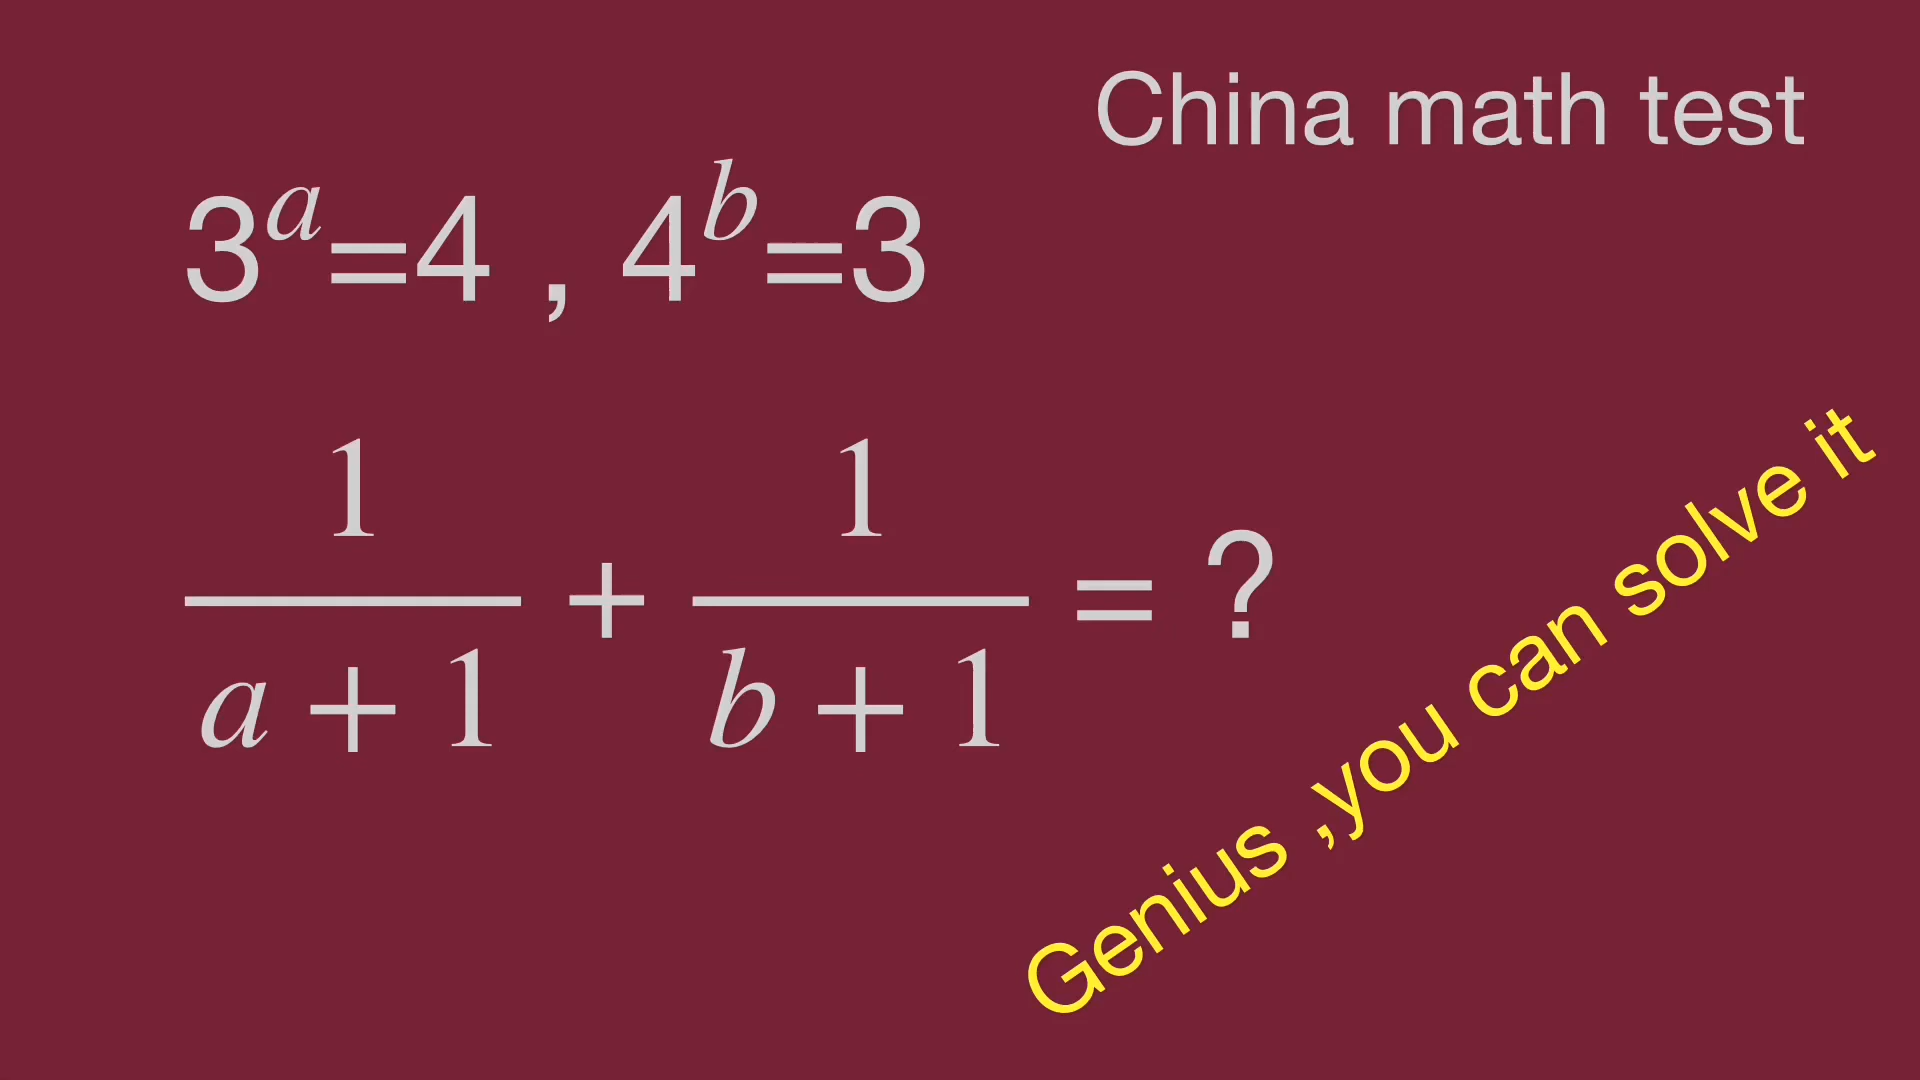 China math test
3^a=4 , 4^b=3
1/(a + 1) + 1/(b + 1) = ?
Genius ,you can solve it